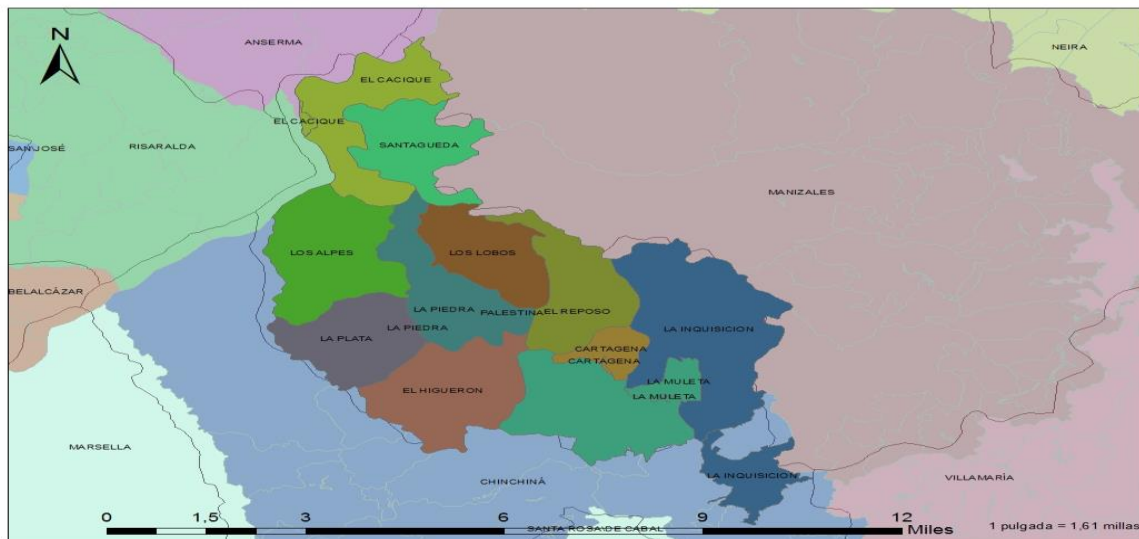 N
ANSERMA
NEIRA
EL CACIQUE
EL CACIQUE
SANTAGUEDA
SAN JOSÉ
RISARALDA
MANIZALES
LOS ALPES
LOS LOBOS
BELALCÁZAR
LA PIEDRA
PALESTINA
EL REPOSO
LA PIEDRA
LA INQUISICION
LA PLATA
CARTAGENA
CARTAGENA
EL HIGUERON
LA MULETA
LA MULETA
MARSELLA
CHINCHINÁ
LA INQUISICION
VILLAMARÍA
0 1,5 3 6 9 12
Miles
SANTA ROSA DE CABAL
1 pulgada = 1,61 millas